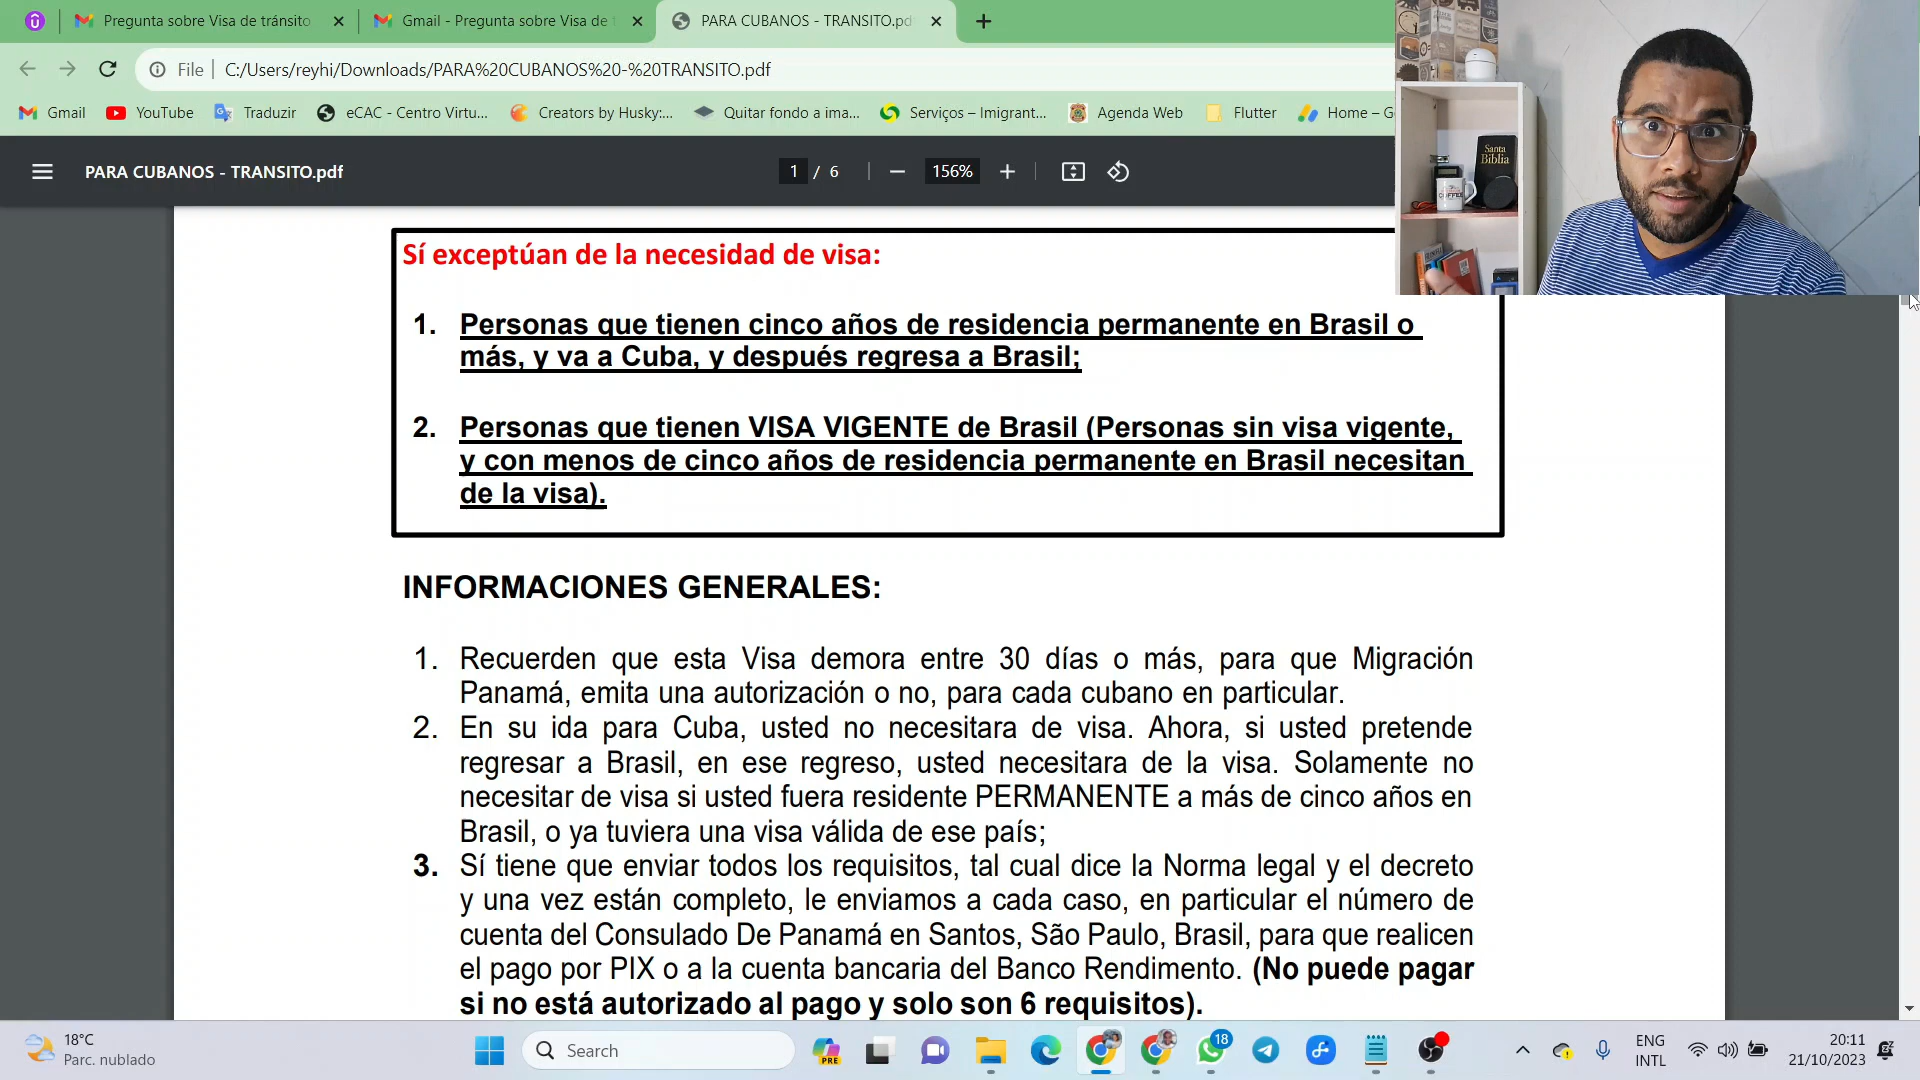 Pregunta sobre Visa de tránsito
Gmail - Pregunta sobre Visa de t
PARA CUBANOS - TRANSITO.pdf
File
C:/Users/reyhi/Downloads/PARA%20CUBANOS%20-%20TRANSITO.pdf
Gmail
YouTube
Traduzir
eCAC - Centro Virtu...
Creators by Husky:...
Quitar fondo a ima...
Serviços – Imigrant...
Agenda Web
Flutter
Home – G
PARA CUBANOS - TRANSITO.pdf
1 / 6
156%
Santa
Biblia
COFFEE
Sí exceptúan de la necesidad de visa:
1. Personas que tienen cinco años de residencia permanente en Brasil o
más, y va a Cuba, y después regresa a Brasil;
2. Personas que tienen VISA VIGENTE de Brasil (Personas sin visa vigente,
y con menos de cinco años de residencia permanente en Brasil necesitan
de la visa).
INFORMACIONES GENERALES:
1. Recuerden que esta Visa demora entre 30 días o más, para que Migración
Panamá, emita una autorización o no, para cada cubano en particular.
2. En su ida para Cuba, usted no necesitara de visa. Ahora, si usted pretende
regresar a Brasil, en ese regreso, usted necesitara de la visa. Solamente no
necesitar de visa si usted fuera residente PERMANENTE a más de cinco años en
Brasil, o ya tuviera una visa válida de ese país;
3. Sí tiene que enviar todos los requisitos, tal cual dice la Norma legal y el decreto
y una vez están completo, le enviamos a cada caso, en particular el número de
cuenta del Consulado De Panamá en Santos, São Paulo, Brasil, para que realicen
el pago por PIX o a la cuenta bancaria del Banco Rendimento. (No puede pagar
si no está autorizado al pago y solo son 6 requisitos).
18°C
Parc. nublado
Search
PRE
18
ENG
INTL
20:11
21/10/2023